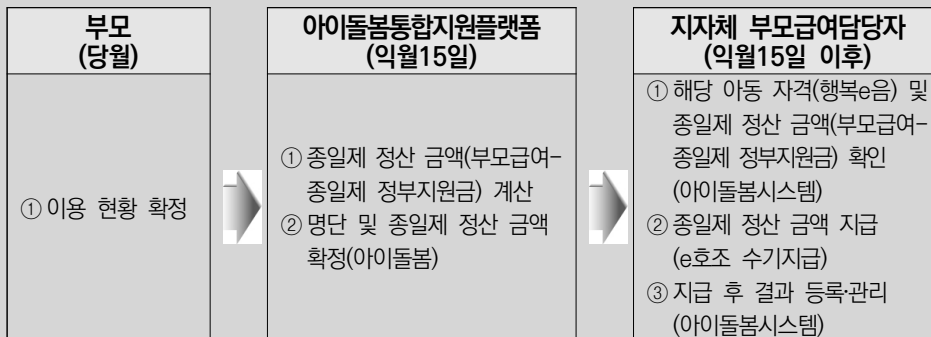 부모
(당월)
① 이용 현황 확정
아이돌봄통합지원플랫폼
(익월15일)
① 종일제 정산 금액(부모급여-
종일제 정부지원금) 계산
② 명단 및 종일제 정산 금액
확정(아이돌봄)
지자체 부모급여담당자
(익월15일 이후)
① 해당 아동 자격(행복e음) 및
종일제 정산 금액(부모급여-
종일제 정부지원금) 확인
(아이돌봄시스템)
② 종일제 정산 금액 지급
(e호조 수기지급)
③ 지급 후 결과 등록·관리
(아이돌봄시스템)